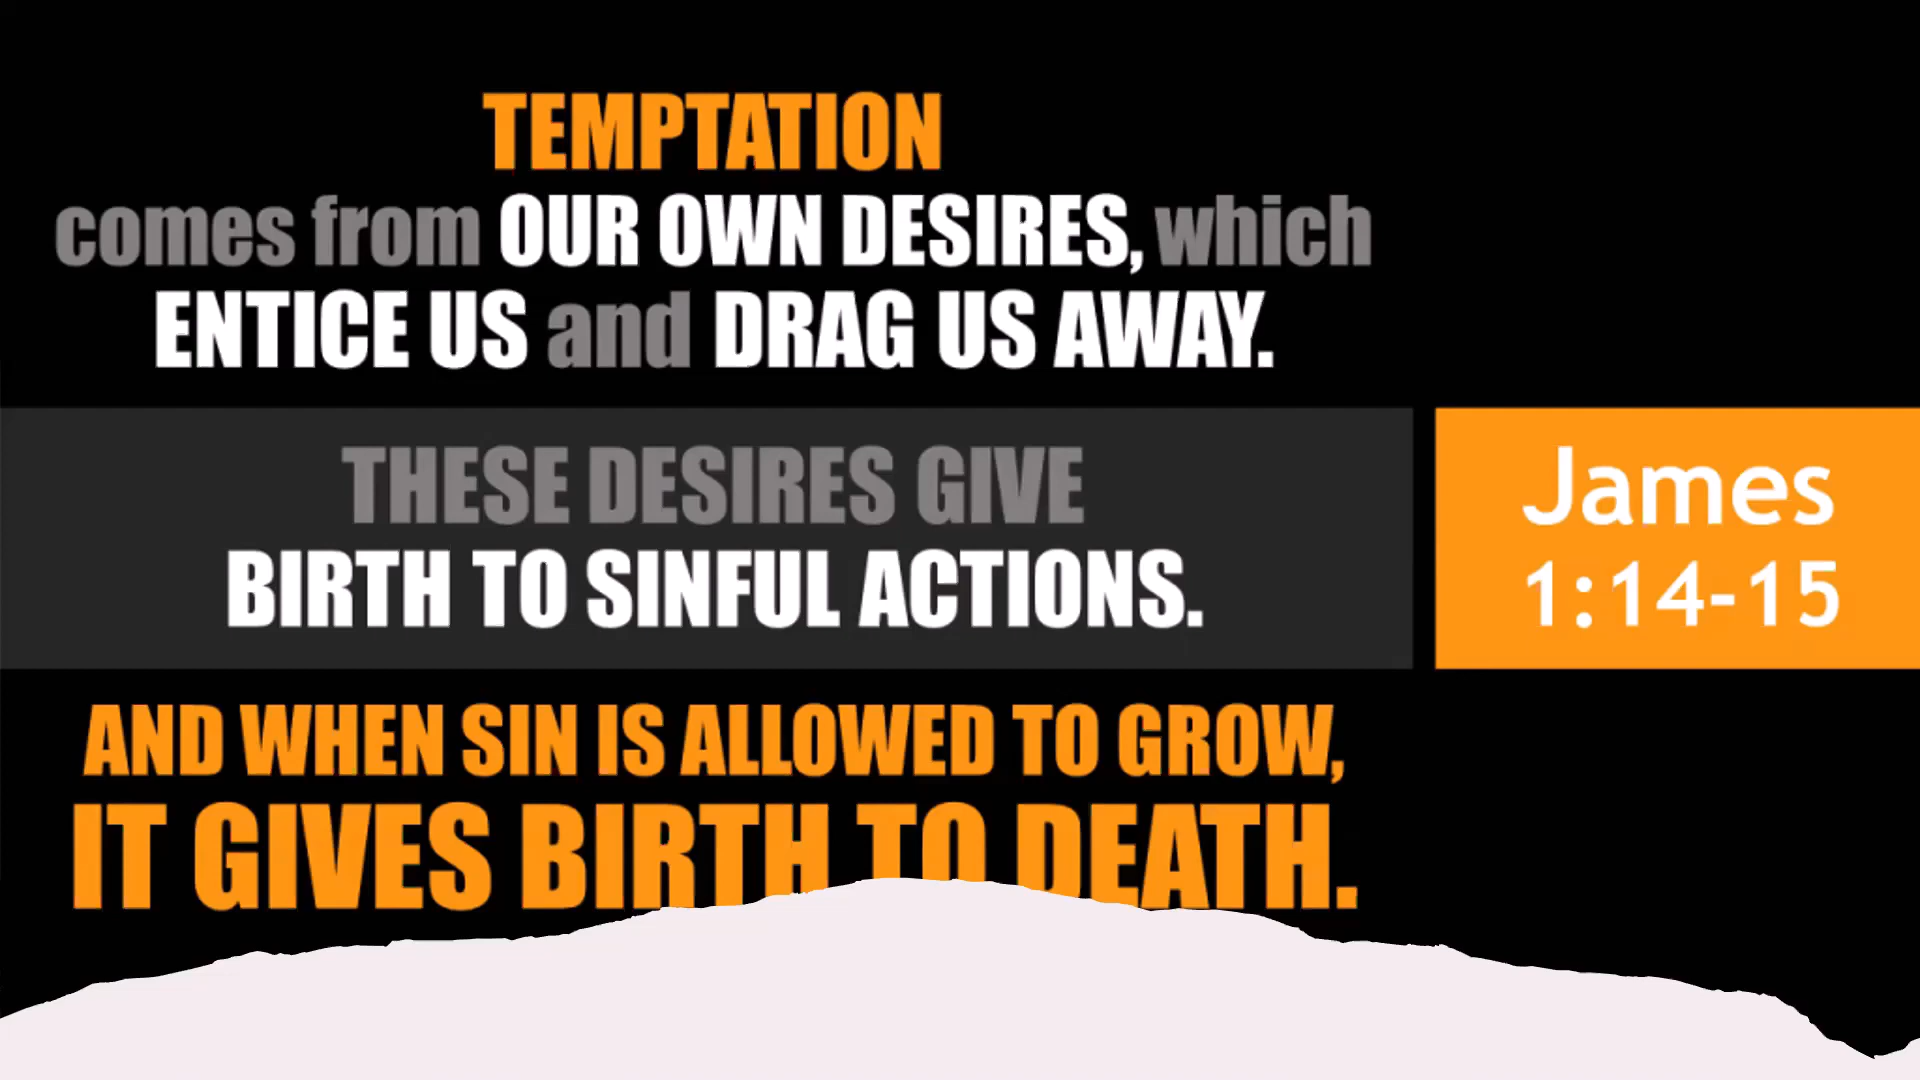 TEMPTATION
comes from OUR OWN DESIRES, which
ENTICE US and DRAG US AWAY.
THESE DESIRES GIVE
BIRTH TO SINFUL ACTIONS.
James
1:14-15
AND WHEN SIN IS ALLOWED TO GROW,
IT GIVES BIRTH TO DEATH.